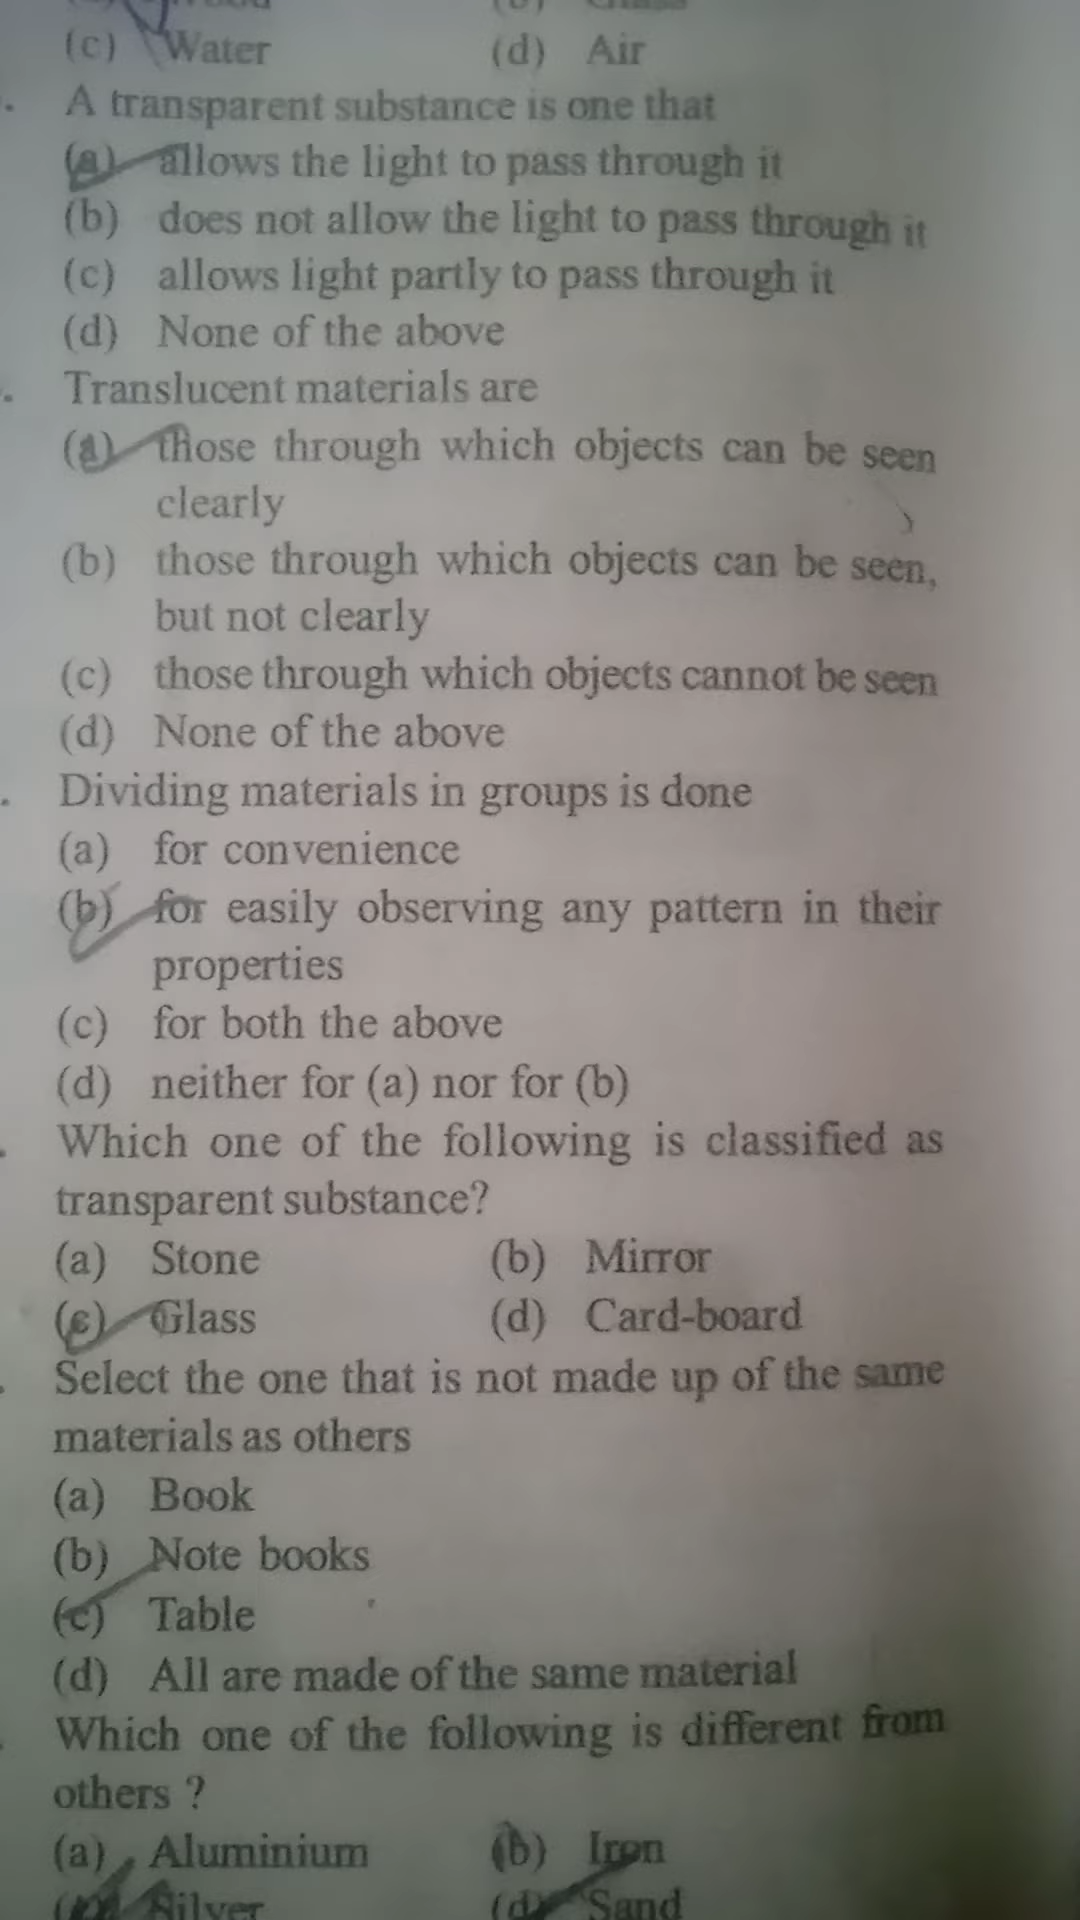 (c) Water (d) Air
A transparent substance is one that
(a) allows the light to pass through it
(b) does not allow the light to pass through it
(c) allows light partly to pass through it
(d) None of the above
Translucent materials are
(a) those through which objects can be seen
clearly
(b) those through which objects can be seen,
but not clearly
(c) those through which objects cannot be seen
(d) None of the above
Dividing materials in groups is done
(a) for convenience
(b) for easily observing any pattern in their
properties
(c) for both the above
(d) neither for (a) nor for (b)
Which one of the following is classified as
transparent substance?
(a) Stone (b) Mirror
(c) Glass (d) Card-board
Select the one that is not made up of the same
materials as others
(a) Book
(b) Note books
(c) Table
(d) All are made of the same material
Which one of the following is different from
others ?
(a) Aluminium (b) Iron
Silver (d) Sand